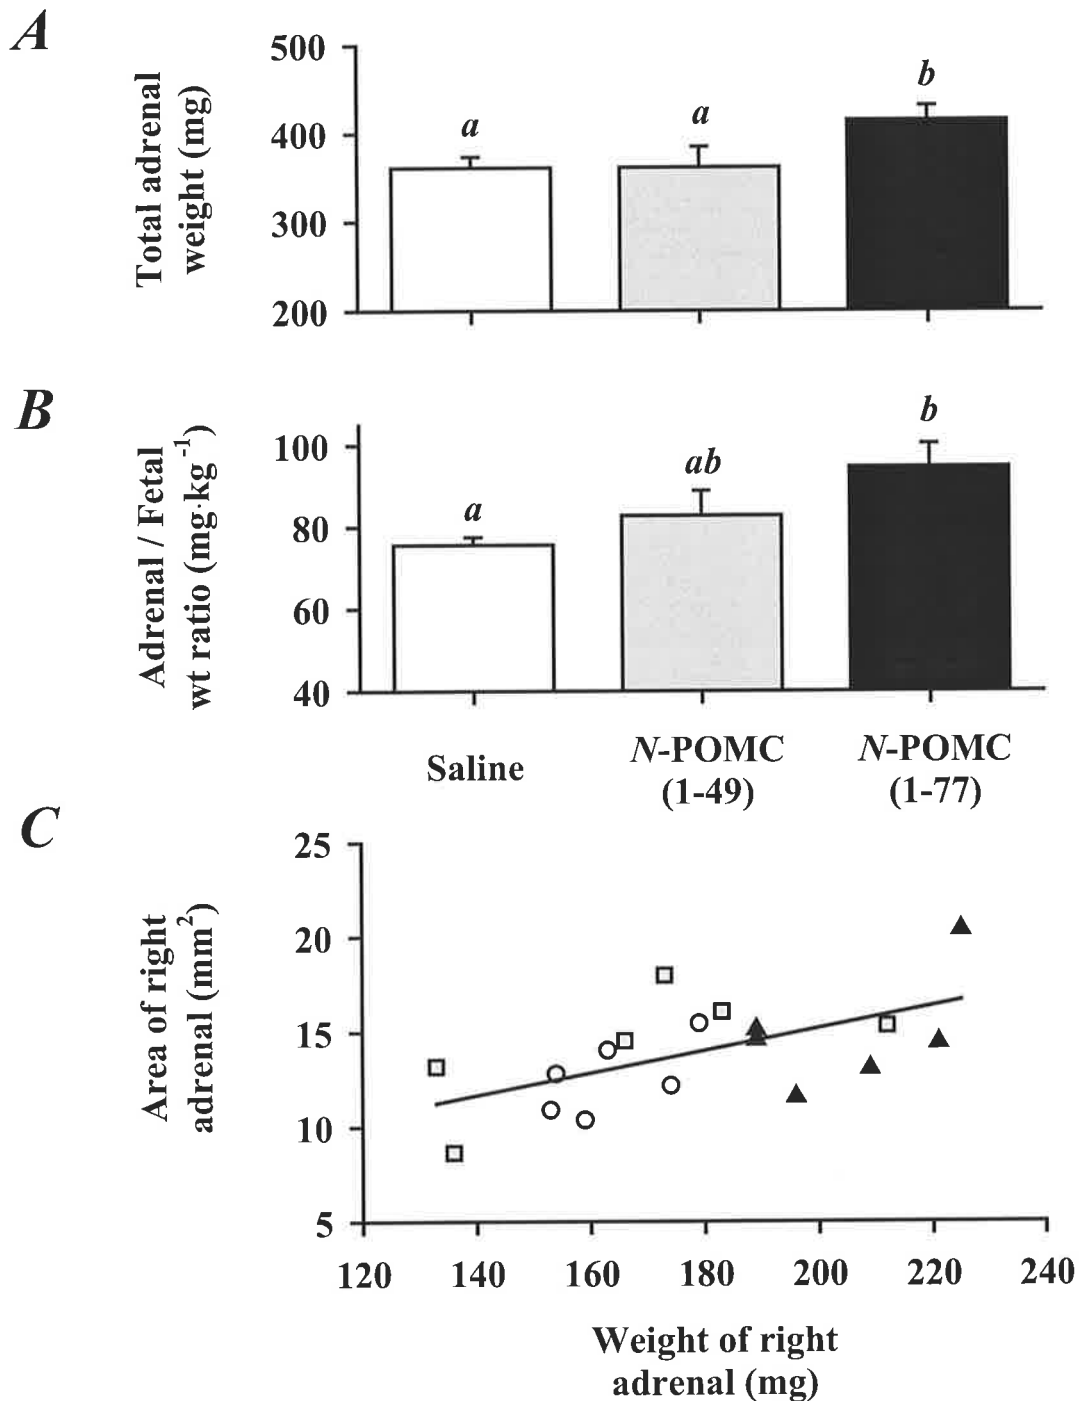 A
500
400
300
200
Total adrenal
weight (mg)
a
a
b
B
100
80
60
40
Adrenal / Fetal
wt ratio (mg·kg⁻¹)
a
ab
b
Saline
N-POMC
(1-49)
N-POMC
(1-77)
C
25
20
15
10
5
Area of right
adrenal (mm²)
120 140 160 180 200 220 240
Weight of right
adrenal (mg)